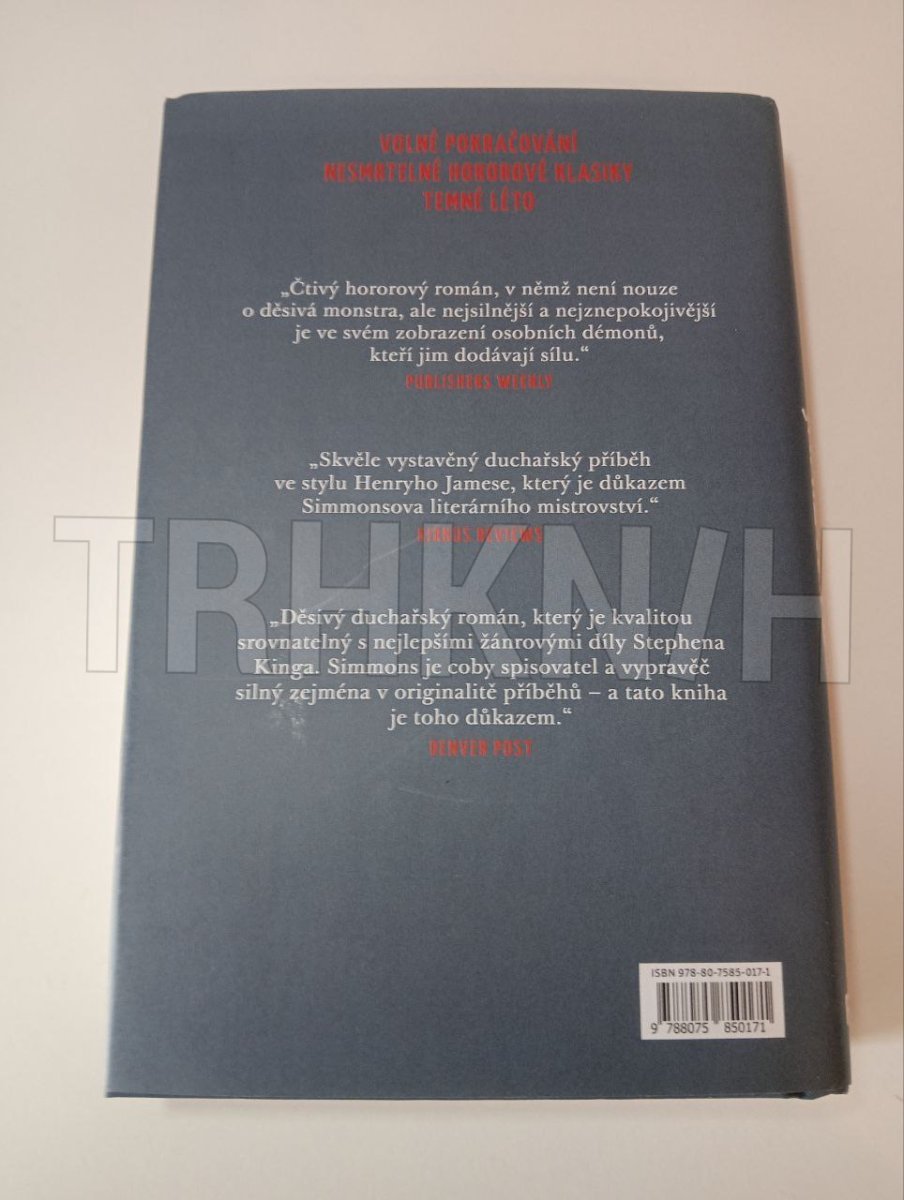 VOLNÉ POKRAČOVÁNÍ
NESMRTELNÉ HOROROVÉ KLASIKY
TEMNÉ LÉTO
„Čtivý hororový román, v němž není nouze
o děsivá monstra, ale nejsilnější a nejznepokojivější
je ve svém zobrazení osobních démonů,
kteří jim dodávají sílu.“
PUBLISHERS WEEKLY
„Skvěle vystavěný duchařský příběh
ve stylu Henryho Jamese, který je důkazem
Simmonsova literárního mistrovství.“
KIRKUS REVIEWS
TRHKN/H
„Děsivý duchařský román, který je kvalitou
srovnatelný s nejlepšími žánrovými díly Stephena
Kinga. Simmons je coby spisovatel a vypravěč
silný zejména v originalitě příběhů – a tato kniha
je toho důkazem.“
DENVER POST
ISBN 978-80-7585-017-1
9 788075 850171